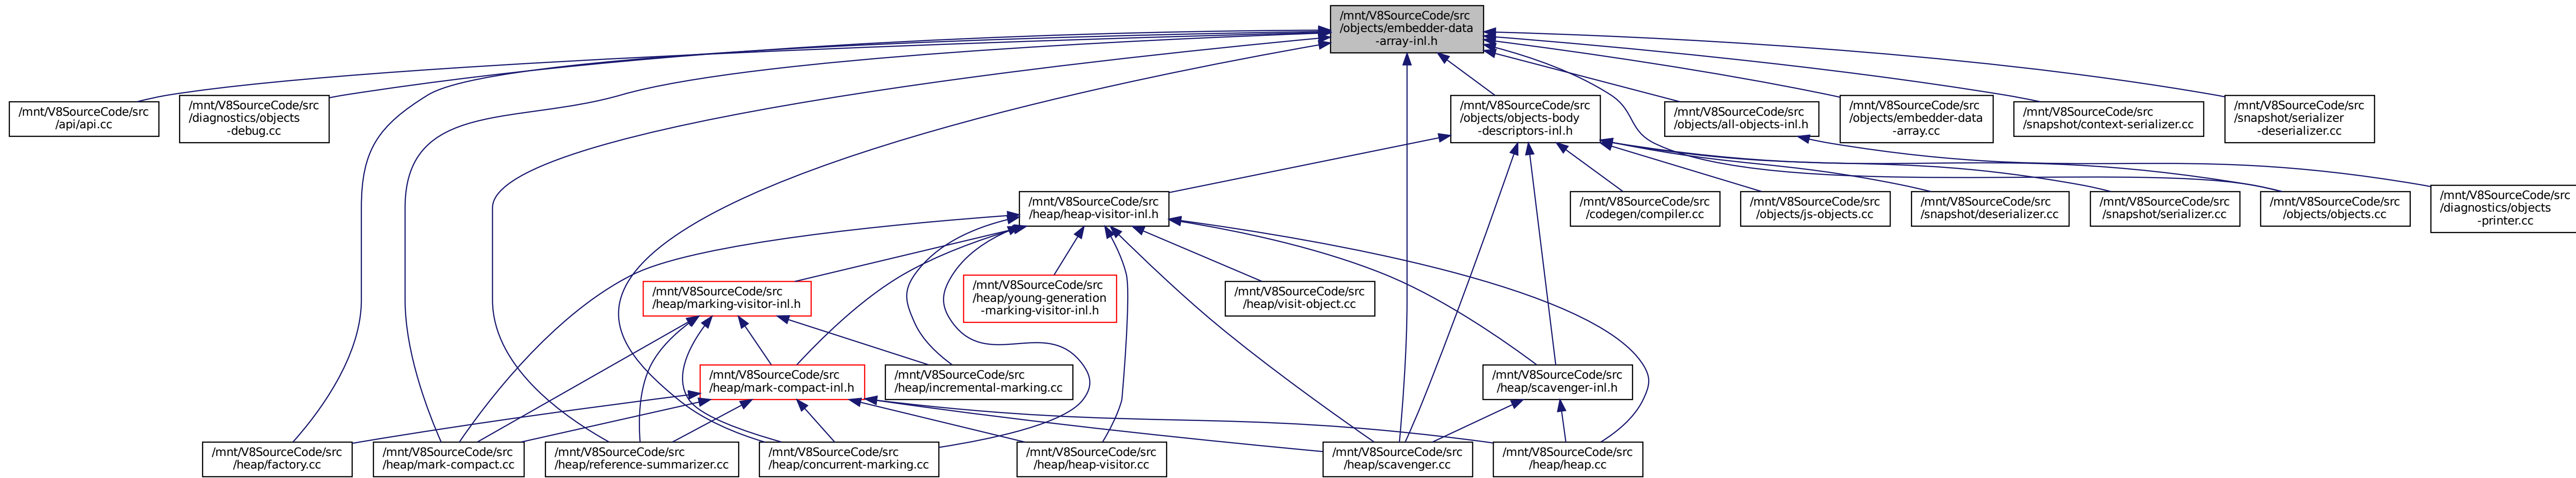 /mnt/V8SourceCode/src
/objects/embedder-data
-array-inl.h
/mnt/V8SourceCode/src
/api/api.cc
/mnt/V8SourceCode/src
/diagnostics/objects
-debug.cc
/mnt/V8SourceCode/src
/objects/objects-body
-descriptors-inl.h
/mnt/V8SourceCode/src
/objects/all-objects-inl.h
/mnt/V8SourceCode/src
/objects/embedder-data
-array.cc
/mnt/V8SourceCode/src
/snapshot/context-serializer.cc
/mnt/V8SourceCode/src
/snapshot/serializer
-deserializer.cc
/mnt/V8SourceCode/src
/heap/heap-visitor-inl.h
/mnt/V8SourceCode/src
/codegen/compiler.cc
/mnt/V8SourceCode/src
/objects/js-objects.cc
/mnt/V8SourceCode/src
/snapshot/deserializer.cc
/mnt/V8SourceCode/src
/snapshot/serializer.cc
/mnt/V8SourceCode/src
/objects/objects.cc
/mnt/V8SourceCode/src
/diagnostics/objects
-printer.cc
/mnt/V8SourceCode/src
/heap/marking-visitor-inl.h
/mnt/V8SourceCode/src
/heap/young-generation
-marking-visitor-inl.h
/mnt/V8SourceCode/src
/heap/visit-object.cc
/mnt/V8SourceCode/src
/heap/mark-compact-inl.h
/mnt/V8SourceCode/src
/heap/incremental-marking.cc
/mnt/V8SourceCode/src
/heap/scavenger-inl.h
/mnt/V8SourceCode/src
/heap/factory.cc
/mnt/V8SourceCode/src
/heap/mark-compact.cc
/mnt/V8SourceCode/src
/heap/reference-summarizer.cc
/mnt/V8SourceCode/src
/heap/concurrent-marking.cc
/mnt/V8SourceCode/src
/heap/heap-visitor.cc
/mnt/V8SourceCode/src
/heap/scavenger.cc
/mnt/V8SourceCode/src
/heap/heap.cc